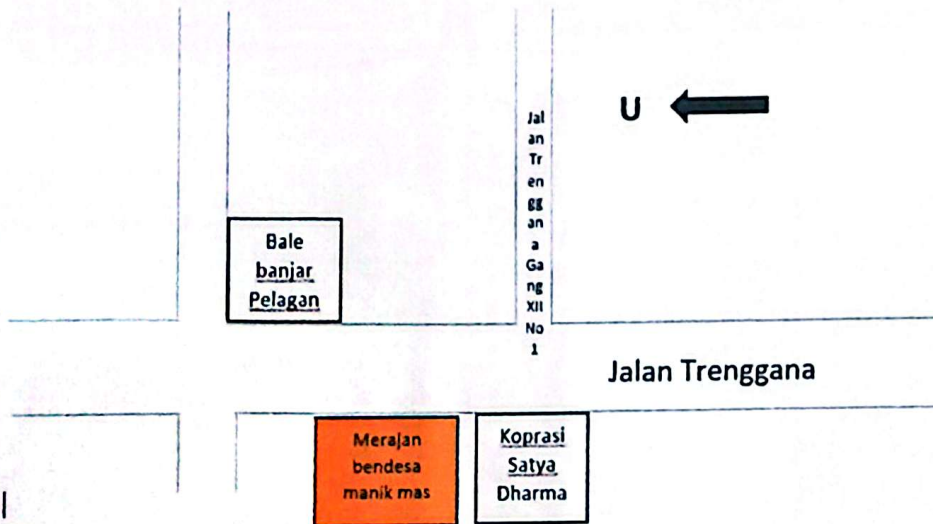 U
Jal
an
Tr
en
gg
an
a
Ga
ng
XII
No
1
Bale
banjar
Pelagan
Jalan Trenggana
Merajan
bendesa
manik mas
Koprasi
Satya
Dharma